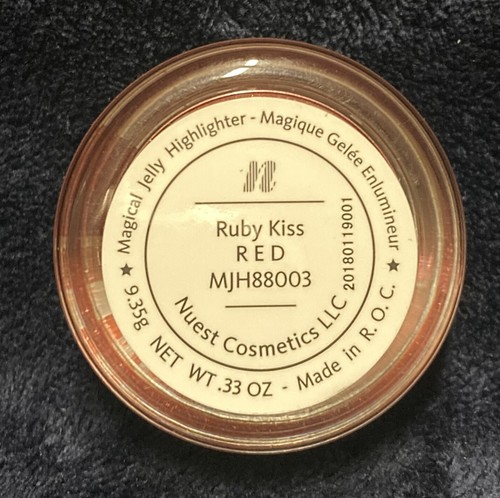 Magical Jelly Highlighter - Magique Gelée Enlumineur
N
Ruby Kiss
RED
MJH88003
20180119001
Nuest Cosmetics LLC
★ 9.35g NET WT .33 OZ - Made in R.O.C. ★